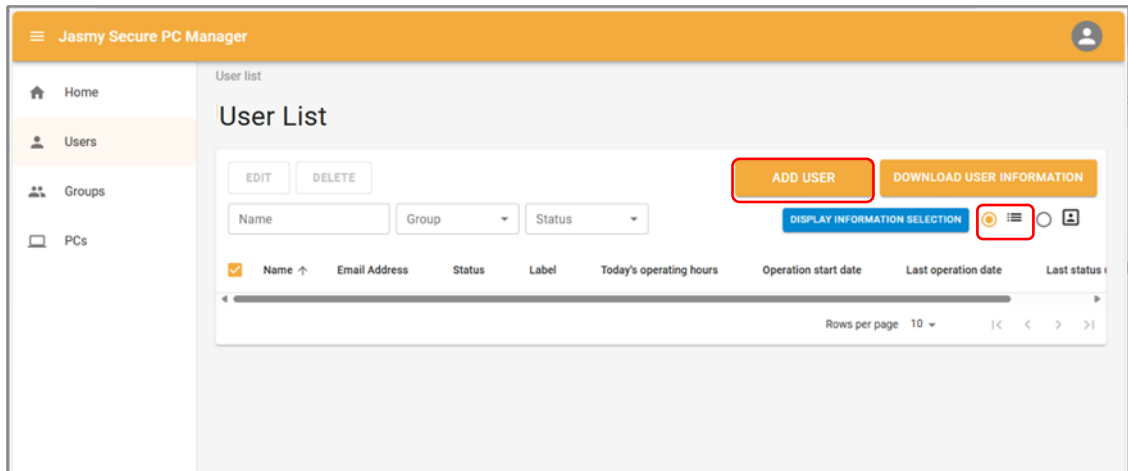 Jasmy Secure PC Manager
Home
Users
Groups
PCs
User list
User List
EDIT DELETE ADD USER DOWNLOAD USER INFORMATION
Name Group Status DISPLAY INFORMATION SELECTION
Name Email Address Status Label Today's operating hours Operation start date Last operation date Last status
Rows per page 10